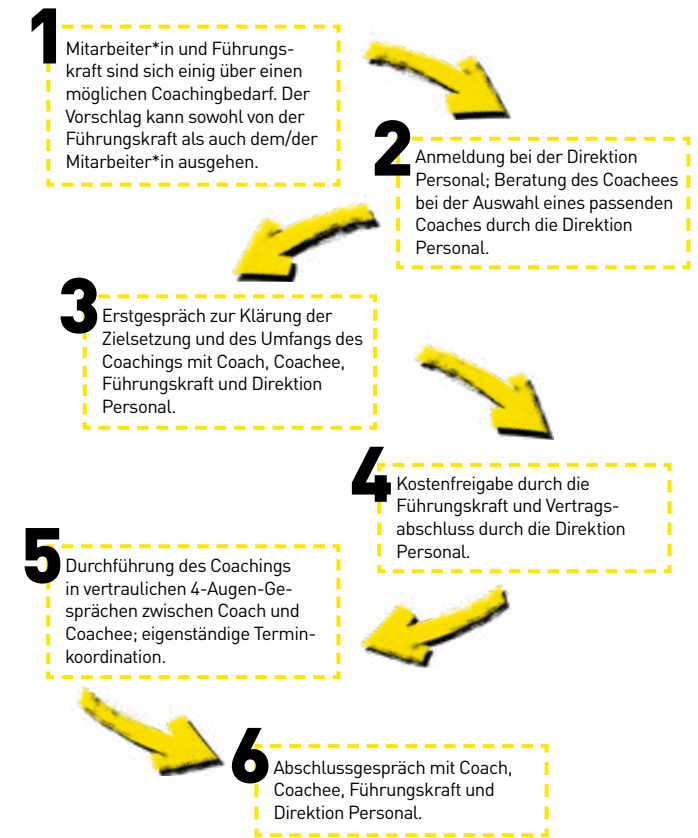 1
Mitarbeiter*in und Führungs-
kraft sind sich einig über einen
möglichen Coachingbedarf. Der
Vorschlag kann sowohl von der
Führungskraft als auch dem/der
Mitarbeiter*in ausgehen.
2
Anmeldung bei der Direktion
Personal; Beratung des Coachees
bei der Auswahl eines passenden
Coaches durch die Direktion
Personal.
3
Erstgespräch zur Klärung der
Zielsetzung und des Umfangs des
Coachings mit Coach, Coachee,
Führungskraft und Direktion
Personal.
4
Kostenfreigabe durch die
Führungskraft und Vertrags-
abschluss durch die Direktion
Personal.
5
Durchführung des Coachings
in vertraulichen 4-Augen-Ge-
sprächen zwischen Coach und
Coachee; eigenständige Termin-
koordination.
6
Abschlussgespräch mit Coach,
Coachee, Führungskraft und
Direktion Personal.